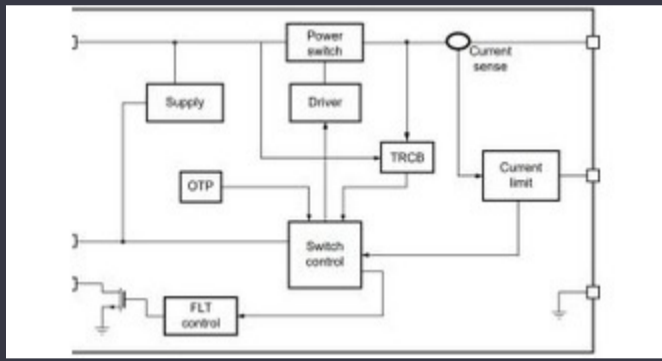 Power
switch
Current
sense
Supply
Driver
TRCB
Current
limit
OTP
Switch
control
FLT
control